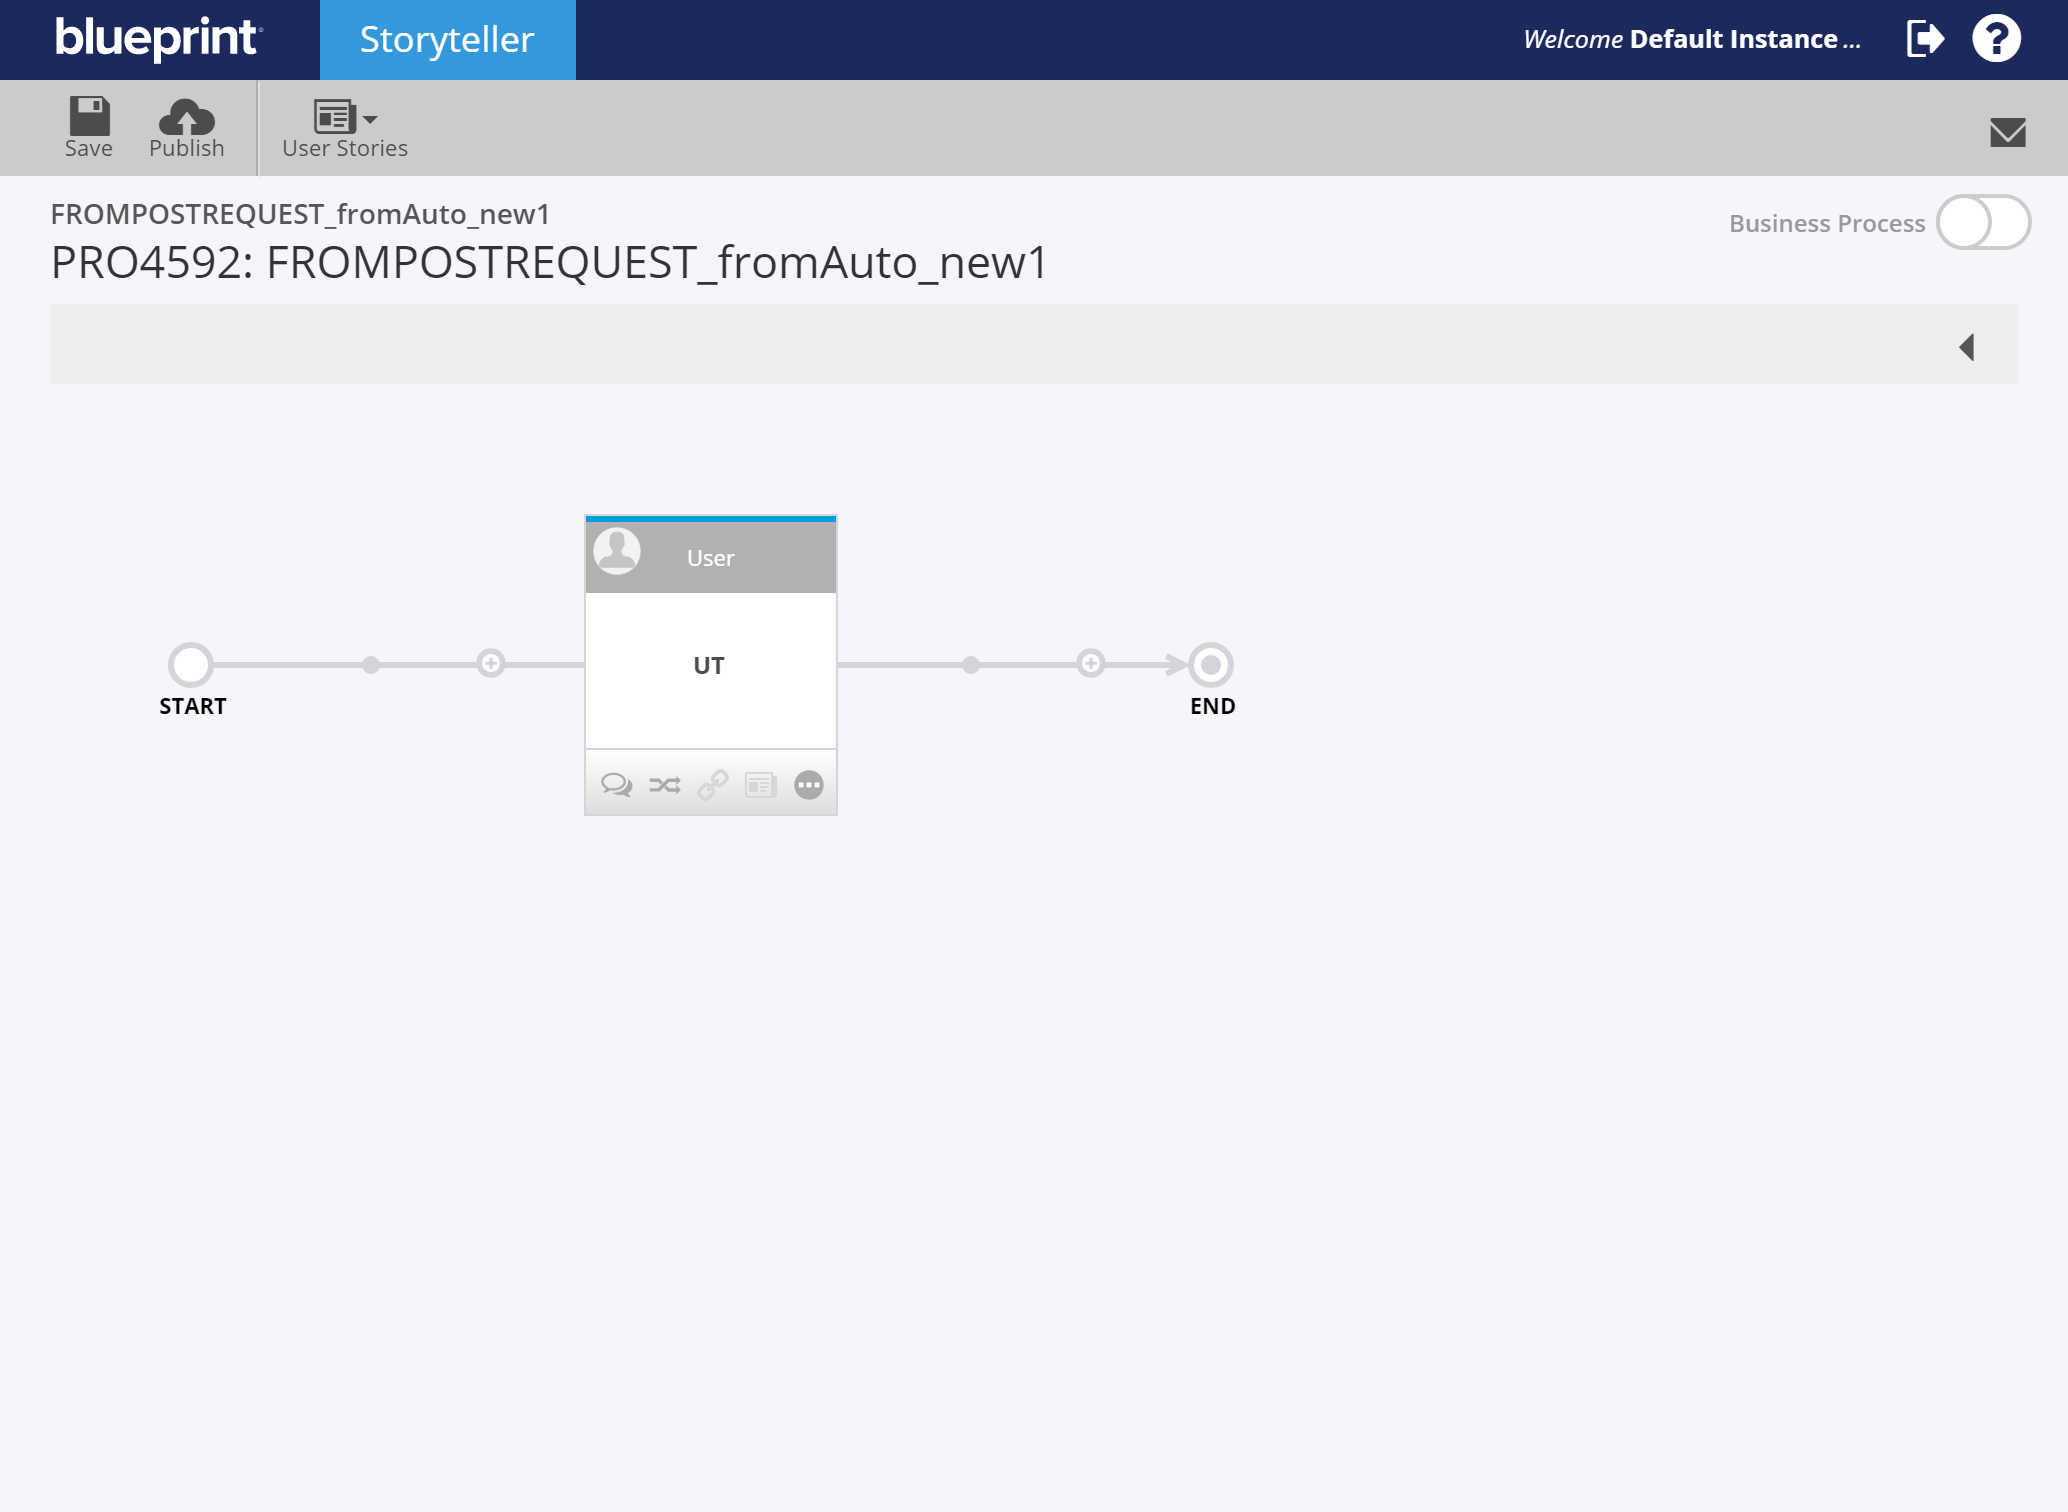 blueprint
Storyteller
Welcome Default Instance ...
Save
Publish
User Stories
FROMPOSTREQUEST_fromAuto_new1
Business Process
PRO4592: FROMPOSTREQUEST_fromAuto_new1
User
UT
START
END